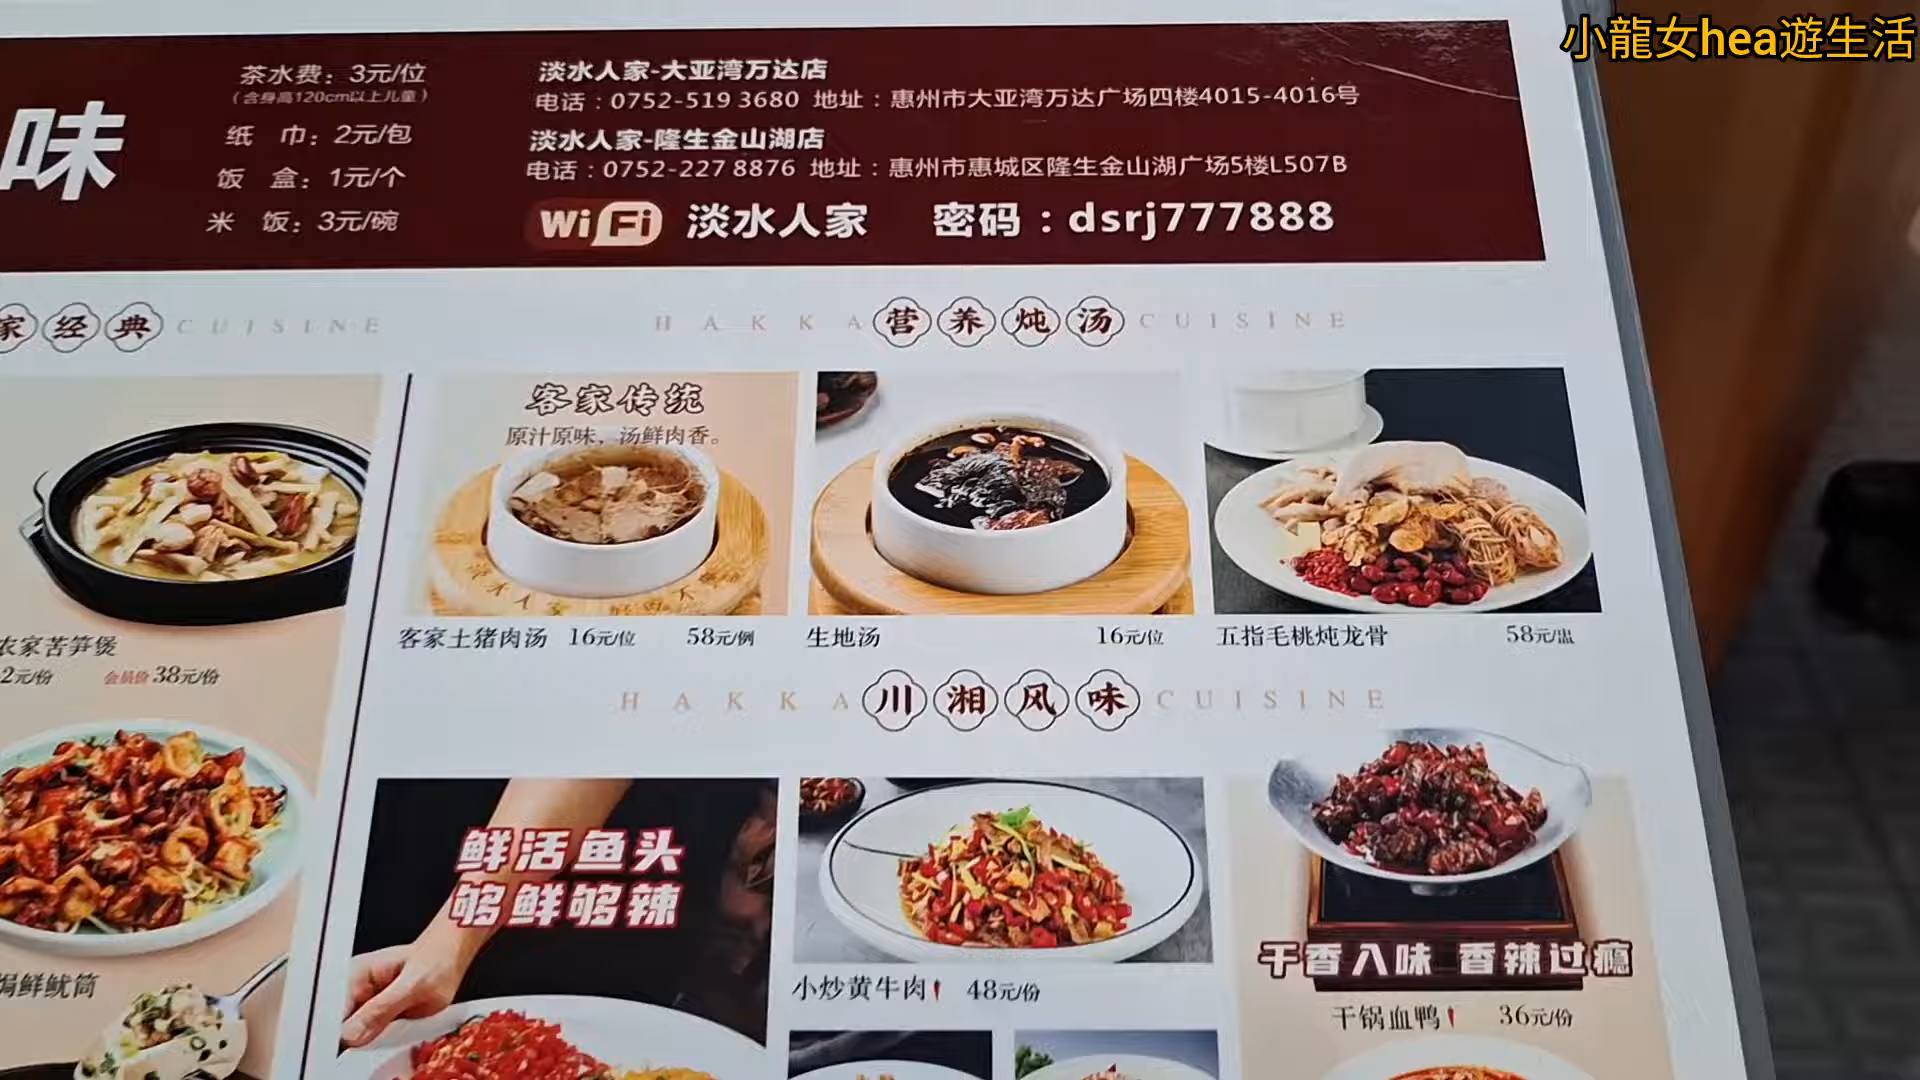 小龍女hea遊生活
味
茶水费：3元/位
（含身高120cm以上儿童）
纸 巾：2元/包
饭 盒：1元/个
米 饭：3元/碗
淡水人家-大亚湾万达店
电话：0752-519 3680 地址：惠州市大亚湾万达广场四楼4015-4016号
淡水人家-隆生金山湖店
电话：0752-227 8876 地址：惠州市惠城区隆生金山湖广场5楼L507B
WiFi 淡水人家 密码：dsrj777888
家经典 CUISINE
HAKKA 营养炖汤 CUISINE
客家传统
原汁原味，汤鲜肉香。
农家苦笋煲
2元/份 会员价38元/份
客家土猪肉汤 16元/位 58元/例
生地汤 16元/位
五指毛桃炖龙骨 58元/盅
HAKKA 川湘风味 CUISINE
鲜活鱼头
够鲜够辣
焗鲜鱿筒
小炒黄牛肉 48元/份
干香入味 香辣过瘾
干锅血鸭 36元/份